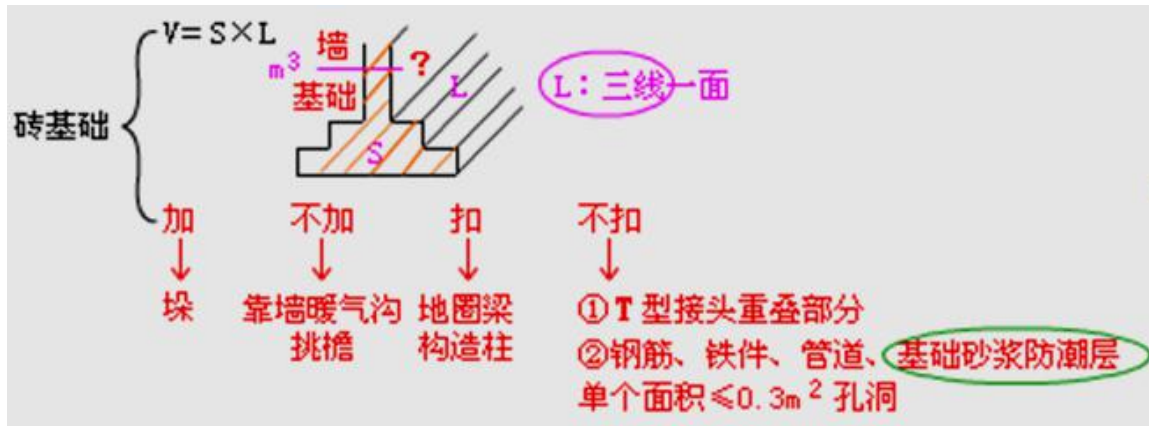 V=S×L
m³
墙
?
基础
L
L：三线一面
砖基础
S
加
不加
扣
不扣
垛
靠墙暖气沟
挑檐
地圈梁
构造柱
①T型接头重叠部分
②钢筋、铁件、管道、基础砂浆防潮层
单个面积≤0.3m²孔洞